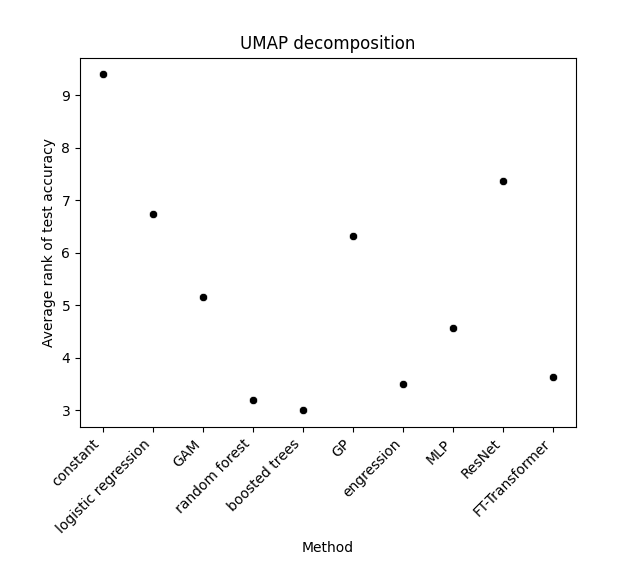 UMAP decomposition
Average rank of test accuracy
9
8
7
6
5
4
3
constant
logistic regression
GAM
random forest
boosted trees
GP
engression
MLP
ResNet
FT-Transformer
Method